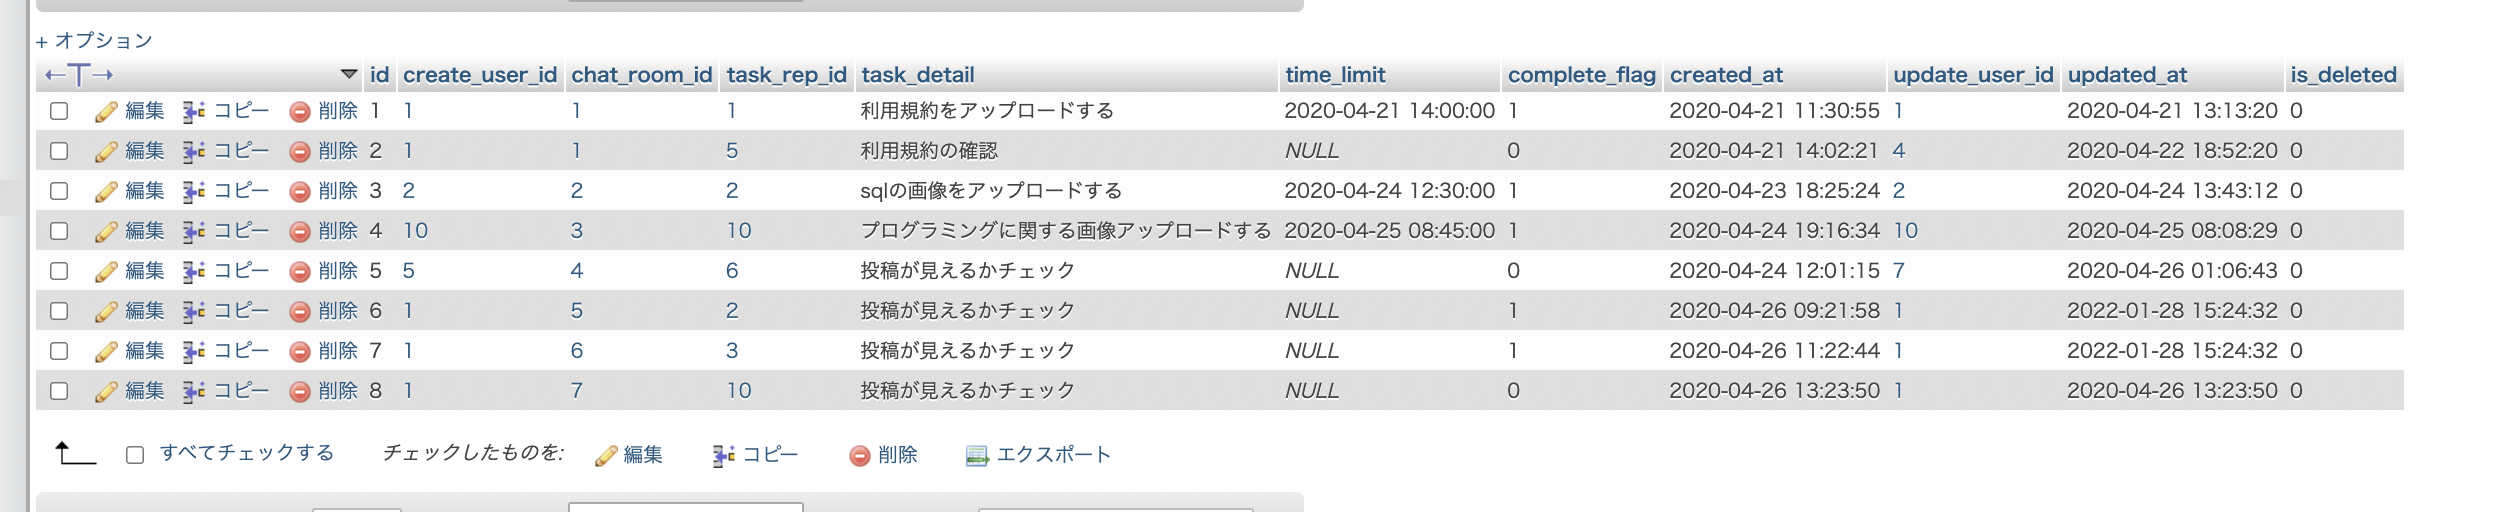 + オプション
←T→ id create_user_id chat_room_id task_rep_id task_detail time_limit complete_flag created_at update_user_id updated_at is_deleted
編集 コピー 削除 1 1 1 1 利用規約をアップロードする 2020-04-21 14:00:00 1 2020-04-21 11:30:55 1 2020-04-21 13:13:20 0
編集 コピー 削除 2 1 1 5 利用規約の確認 NULL 0 2020-04-21 14:02:21 4 2020-04-22 18:52:20 0
編集 コピー 削除 3 2 2 2 sqlの画像をアップロードする 2020-04-24 12:30:00 1 2020-04-23 18:25:24 2 2020-04-24 13:43:12 0
編集 コピー 削除 4 10 3 10 プログラミングに関する画像アップロードする 2020-04-25 08:45:00 1 2020-04-24 19:16:34 10 2020-04-25 08:08:29 0
編集 コピー 削除 5 5 4 6 投稿が見えるかチェック NULL 0 2020-04-24 12:01:15 7 2020-04-26 01:06:43 0
編集 コピー 削除 6 1 5 2 投稿が見えるかチェック NULL 1 2020-04-26 09:21:58 1 2022-01-28 15:24:32 0
編集 コピー 削除 7 1 6 3 投稿が見えるかチェック NULL 1 2020-04-26 11:22:44 1 2022-01-28 15:24:32 0
編集 コピー 削除 8 1 7 10 投稿が見えるかチェック NULL 0 2020-04-26 13:23:50 1 2020-04-26 13:23:50 0
すべてチェックする チェックしたものを: 編集 コピー 削除 エクスポート